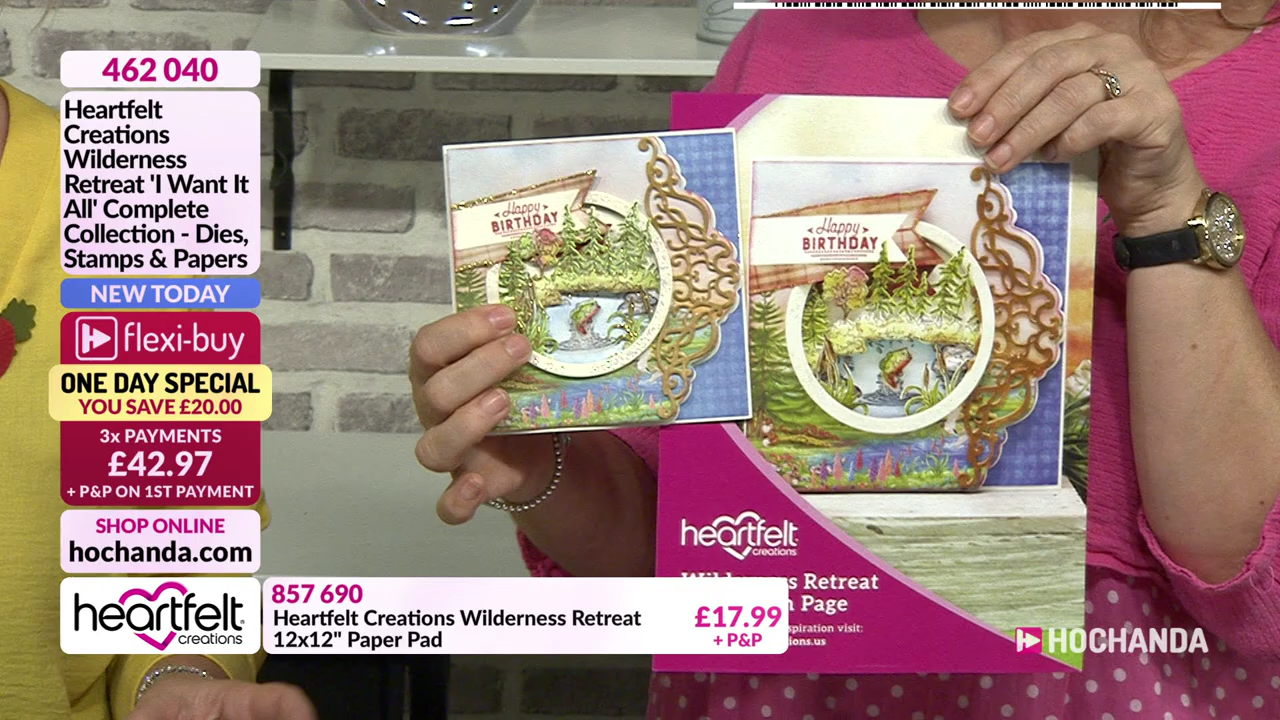 462 040
Heartfelt
Creations
Wilderness
Retreat 'I Want It
All' Complete
Collection - Dies,
Stamps & Papers
NEW TODAY
flexi-buy
ONE DAY SPECIAL
YOU SAVE £20.00
3x PAYMENTS
£42.97
+ P&P ON 1ST PAYMENT
SHOP ONLINE
hochanda.com
heartfelt
creations
857 690
Heartfelt Creations Wilderness Retreat
12x12" Paper Pad
£17.99
+ P&P
Happy
BIRTHDAY
Happy
BIRTHDAY
heartfelt
creations
Retreat
Page
visit:
HOCHANDA